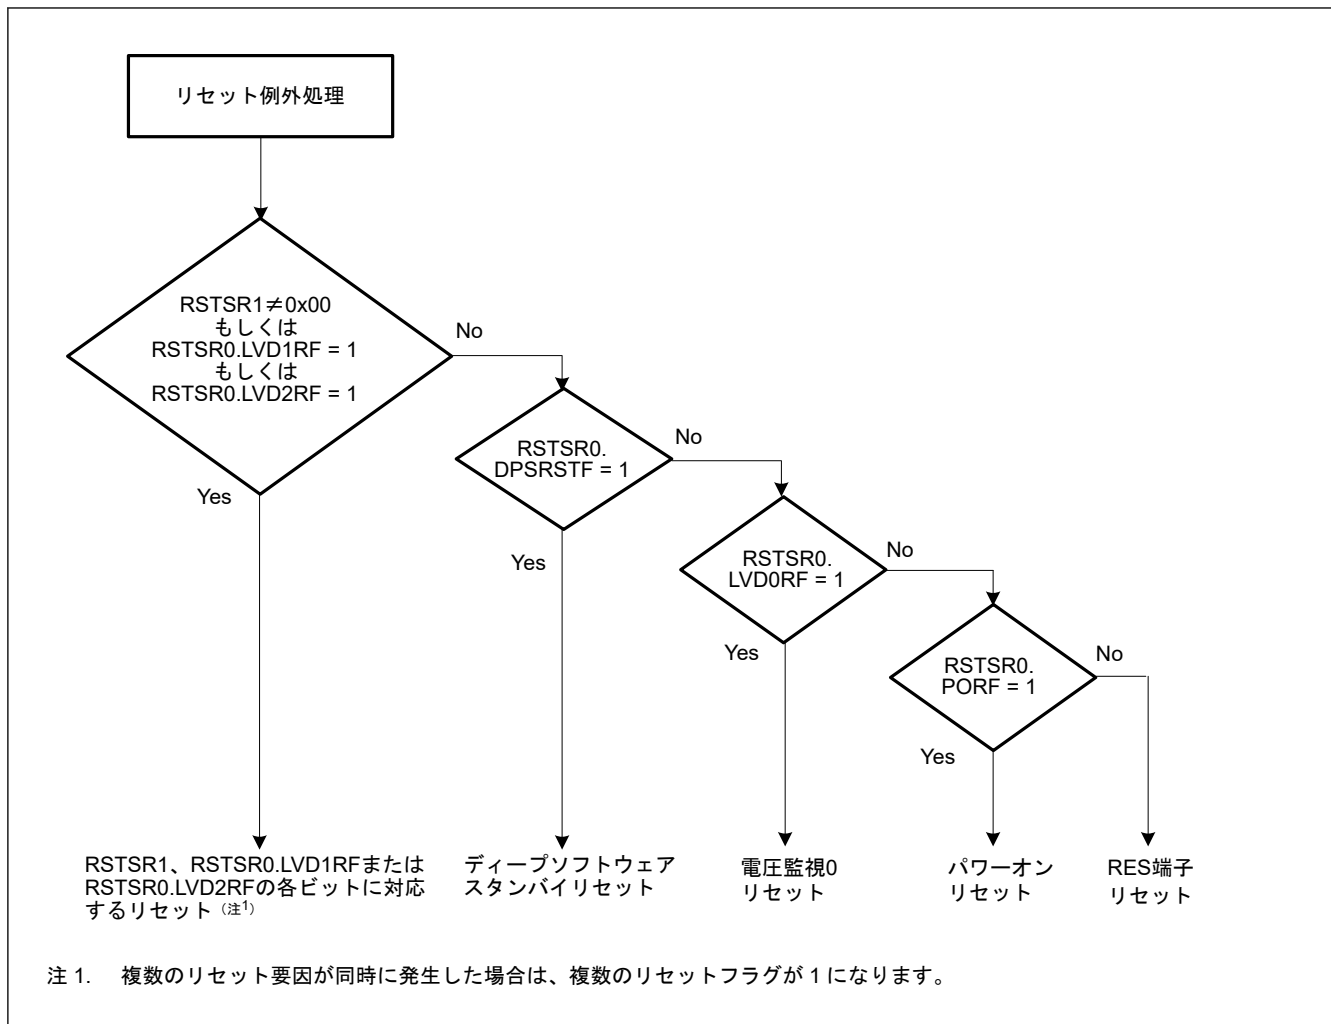 リセット例外処理
RSTSR1≠0x00
もしくは
RSTSR0.LVD1RF = 1
もしくは
RSTSR0.LVD2RF = 1
No
Yes
RSTSR0.
DPSRSTF = 1
No
Yes
RSTSR0.
LVD0RF = 1
No
Yes
RSTSR0.
PORF = 1
No
Yes
RSTSR1、RSTSR0.LVD1RFまたは
RSTSR0.LVD2RFの各ビットに対応
するリセット（注1）
ディープソフトウェア
スタンバイリセット
電圧監視0
リセット
パワーオン
リセット
RES端子
リセット
注 1. 複数のリセット要因が同時に発生した場合は、複数のリセットフラグが 1 になります。